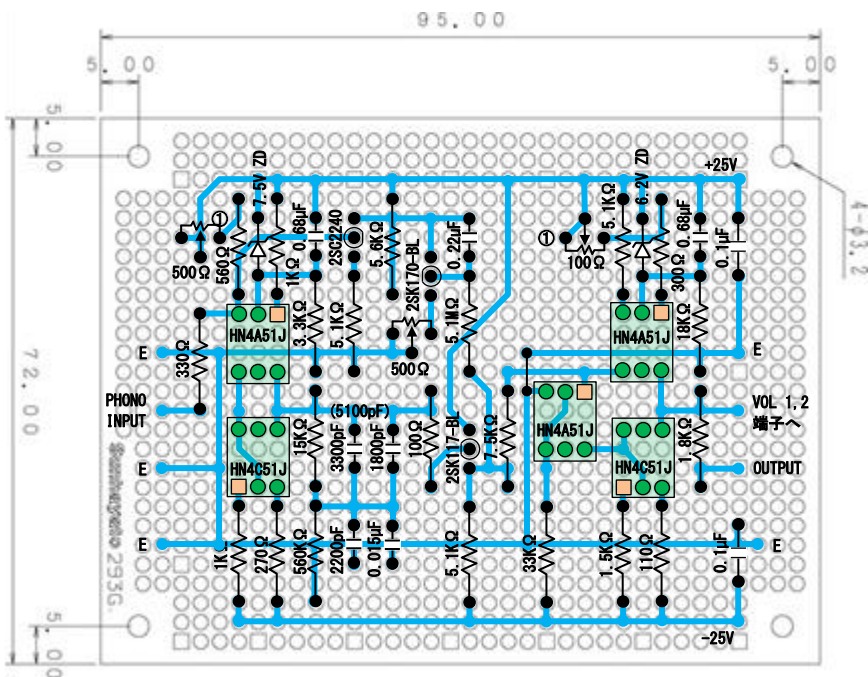 95.00
5.00
5.00
5.00
72.00
5.00
4-φ3.2
+25V
7.5V ZD
①
500Ω
560Ω
1KΩ
0.68μF
2SC2240
5.6KΩ
2SK170-BL
0.22μF
①
100Ω
5.1KΩ
6.2V ZD
300Ω
0.68μF
0.1μF
HN4A51J
330Ω
3.3KΩ
5.1KΩ
500Ω
5.1MΩ
HN4A51J
18KΩ
E
E
PHONO
INPUT
(5100pF)
15KΩ
3300pF
1800pF
100Ω
2SK117-BL
7.5KΩ
HN4A51J
VOL 1,2
端子へ
HN4C51J
HN4C51J
1.8KΩ
E
OUTPUT
E
1KΩ
270Ω
560KΩ
2200pF
0.015μF
5.1KΩ
33KΩ
1.5KΩ
110Ω
0.1μF
E
-25V
Sunhayato 293G.